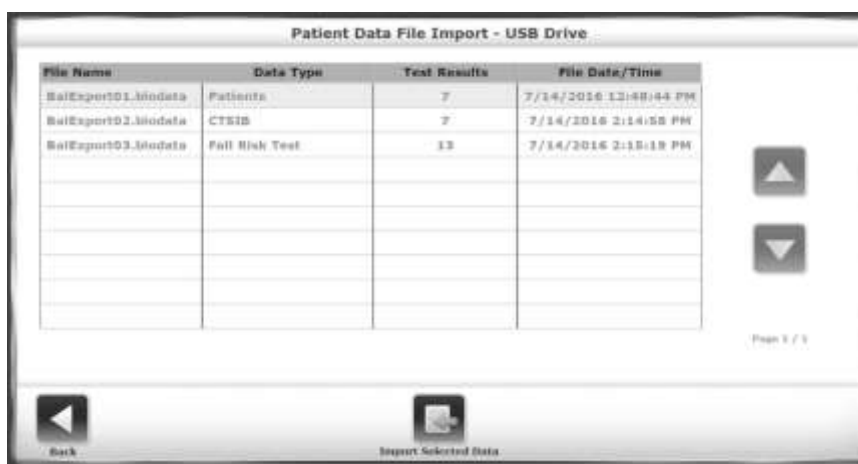 Patient Data File Import - USB Drive
File Name Data Type Test Results File Date/Time
BalExport01.biodata Patients 7 7/14/2016 12:48:44 PM
BalExport02.biodata CTSIB 7 7/14/2016 2:14:58 PM
BalExport03.biodata Fall Risk Test 13 7/14/2016 2:15:19 PM
Page 1 / 1
Back Import Selected Data